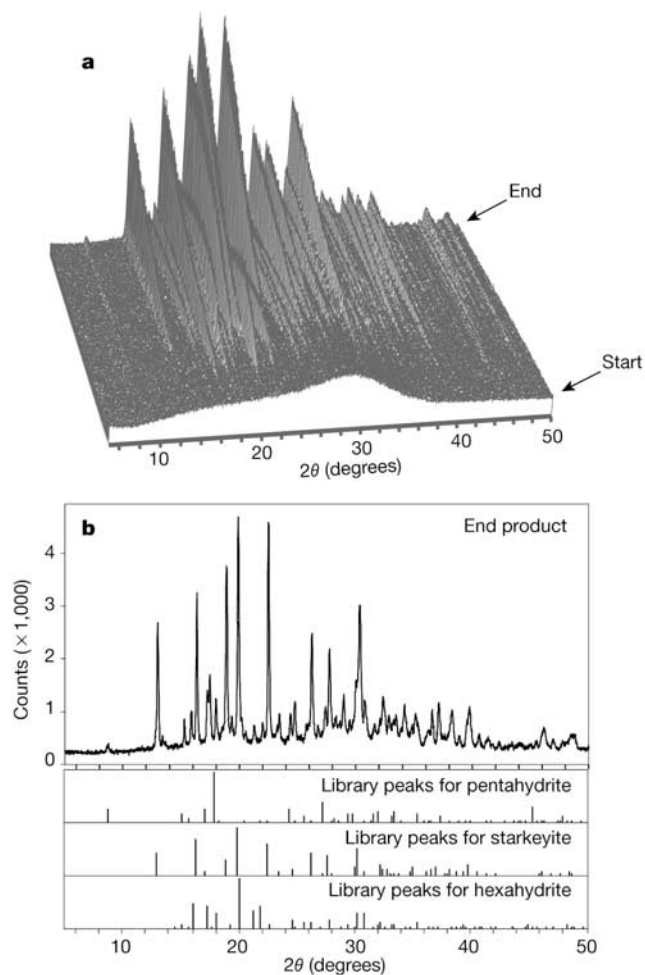 a
End
Start
10
20
30
40
50
2θ (degrees)
b
End product
4
3
2
1
0
Counts (× 1,000)
Library peaks for pentahydrite
Library peaks for starkeyite
Library peaks for hexahydrite
10
20
30
40
50
2θ (degrees)